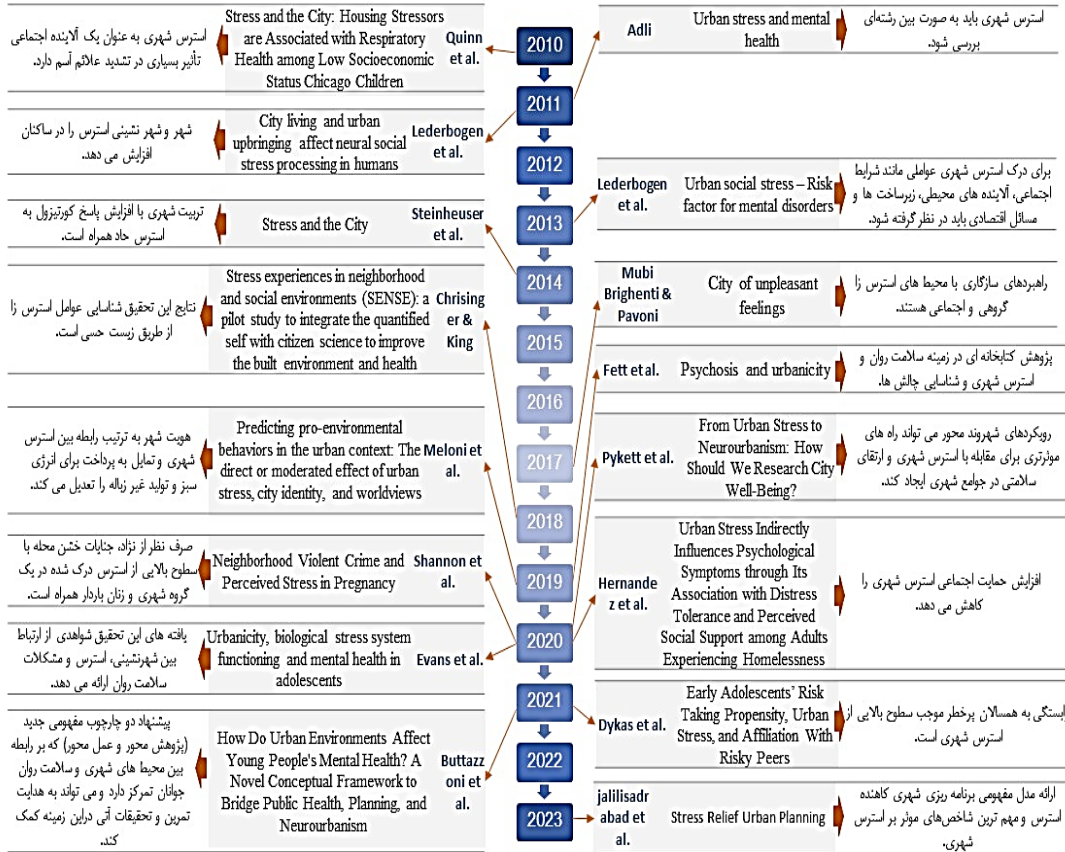 استرس شهری به عنوان یک آلاینده اجتماعی
تأثیر بسیاری در تشدید علائم آسم دارد.
Stress and the City: Housing Stressors
are Associated with Respiratory
Health among Low Socioeconomic
Status Chicago Children
Quinn
et al.
شهر و شهر نشینی استرس را در ساکنان
افزایش می دهد.
City living and urban
upbringing affect neural social
stress processing in humans
Lederbogen
et al.
تربیت شهری با افزایش پاسخ کورتیزول به
استرس حاد همراه است.
Stress and the City
Steinheuser
et al.
نتایج این تحقیق شناسایی عوامل استرس زا
از طریق زیست حسی است.
Stress experiences in neighborhood
and social environments (SENSE): a
pilot study to integrate the quantified
self with citizen science to improve
the built environment and health
Chrising
er &
King
هویت شهر به ترتیب رابطه بین استرس
شهری و تمایل به پرداخت برای انرژی
سبز و تولید غیر زباله را تعدیل می کند.
Predicting pro-environmental
behaviors in the urban context: The
direct or moderated effect of urban
stress, city identity, and worldviews
Meloni et
al.
صرف نظر از نژاد، جنایات خشن محله با
سطوح بالایی از استرس درک شده در یک
گروه شهری و زنان باردار همراه است.
Neighborhood Violent Crime and
Perceived Stress in Pregnancy
Shannon et
al.
یافته های این تحقیق شواهدی از ارتباط
بین شهرنشینی، استرس و مشکلات
سلامت روان ارائه می دهد.
Urbanicity, biological stress system
functioning and mental health in
adolescents
Evans et al.
پیشنهاد دو چارچوب مفهومی جدید
(پژوهش محور و عمل محور) که بر رابطه
بین محیط های شهری و سلامت روان
جوانان تمرکز دارد و می تواند به هدایت
تمرین و تحقیقات آتی دراین زمینه کمک
کند.
How Do Urban Environments Affect
Young People's Mental Health? A
Novel Conceptual Framework to
Bridge Public Health, Planning, and
Neurourbanism
Buttazz
oni et
al.
2010
2011
2012
2013
2014
2015
2016
2017
2018
2019
2020
2021
2022
2023
Adli
Urban stress and mental
health
استرس شهری باید به صورت بین رشته‌ای
بررسی شود.
Lederbogen
et al.
Urban social stress – Risk
factor for mental disorders
برای درک استرس شهری عواملی مانند شرایط
اجتماعی، آلاینده های محیطی، زیرساخت ها و
مسائل اقتصادی باید در نظر گرفته شود.
Mubi
Brighenti &
Pavoni
City of unpleasant
feelings
راهبردهای سازگاری با محیط های استرس زا
گروهی و اجتماعی هستند.
Fett et al.
Psychosis and urbanicity
پژوهش کتابخانه ای در زمینه سلامت روان و
استرس شهری و شناسایی چالش ها.
Pykett et al.
From Urban Stress to
Neurourbanism: How
Should We Research City
Well-Being?
رویکردهای شهروند محور می تواند راه های
موثرتری برای مقابله با استرس شهری و ارتقای
سلامتی در جوامع شهری ایجاد کند.
Hernande
z et al.
Urban Stress Indirectly
Influences Psychological
Symptoms through Its
Association with Distress
Tolerance and Perceived
Social Support among Adults
Experiencing Homelessness
افزایش حمایت اجتماعی استرس شهری را
کاهش می دهد.
Dykas et al.
Early Adolescents' Risk
Taking Propensity, Urban
Stress, and Affiliation With
Risky Peers
ابستگی به همسالان پرخطر موجب سطوح بالایی از
استرس شهری است.
jalilisadr
abad et
al.
Stress Relief Urban Planning
ارائه مدل مفهومی برنامه ریزی شهری کاهنده
استرس و مهم ترین شاخص‌های موثر بر استرس
شهری.